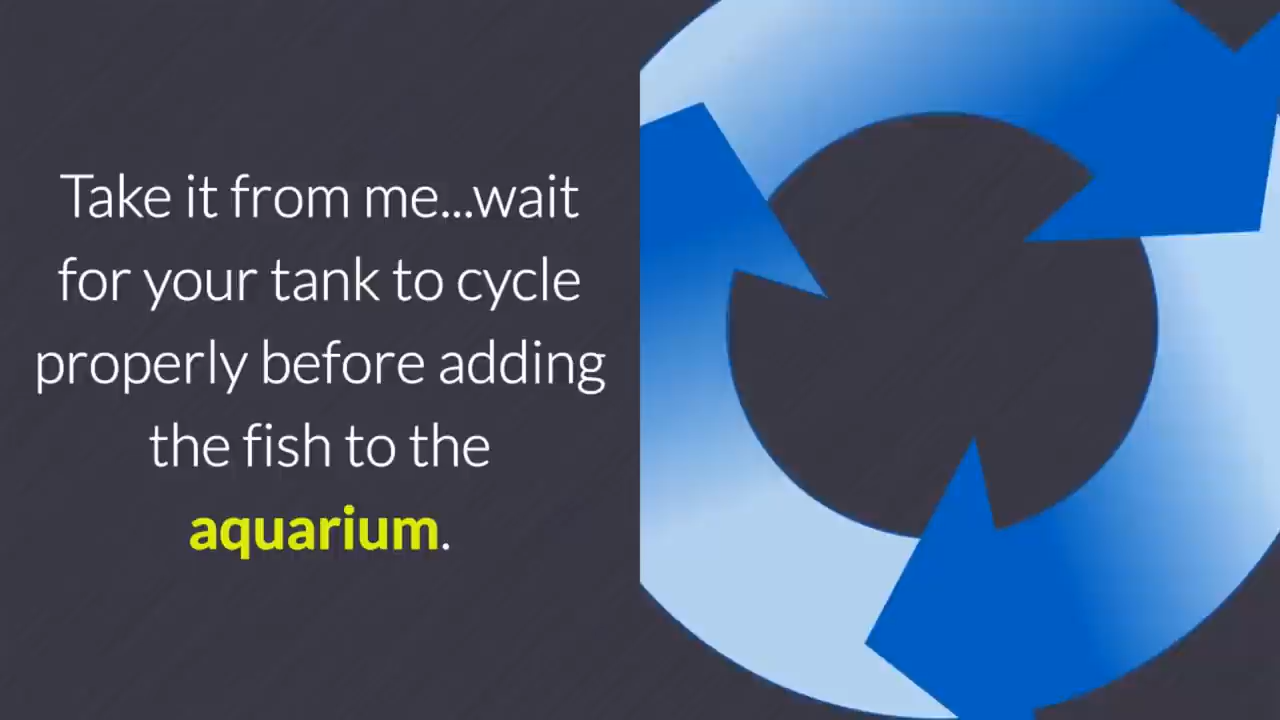 Take it from me...wait
for your tank to cycle
properly before adding
the fish to the
aquarium.